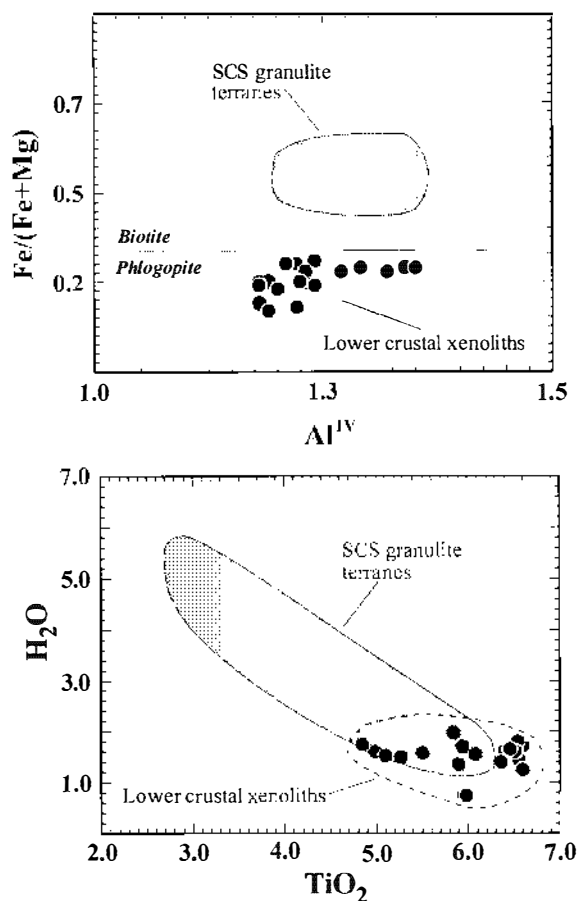 SCS granulite
terranes
0.7
0.5
0.2
Fe/(Fe+Mg)
Biotite
Phlogopite
Lower crustal xenoliths
1.0
1.3
1.5
Al^IV
7.0
5.0
3.0
1.0
H₂O
SCS granulite
terranes
Lower crustal xenoliths
2.0
3.0
4.0
5.0
6.0
7.0
TiO₂